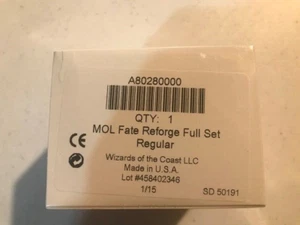 A80280000
QTY: 1
MOL Fate Reforge Full Set
Regular
CE
Wizards of the Coast LLC
Made in U.S.A.
Lot #458402346
1/15
SD 50191